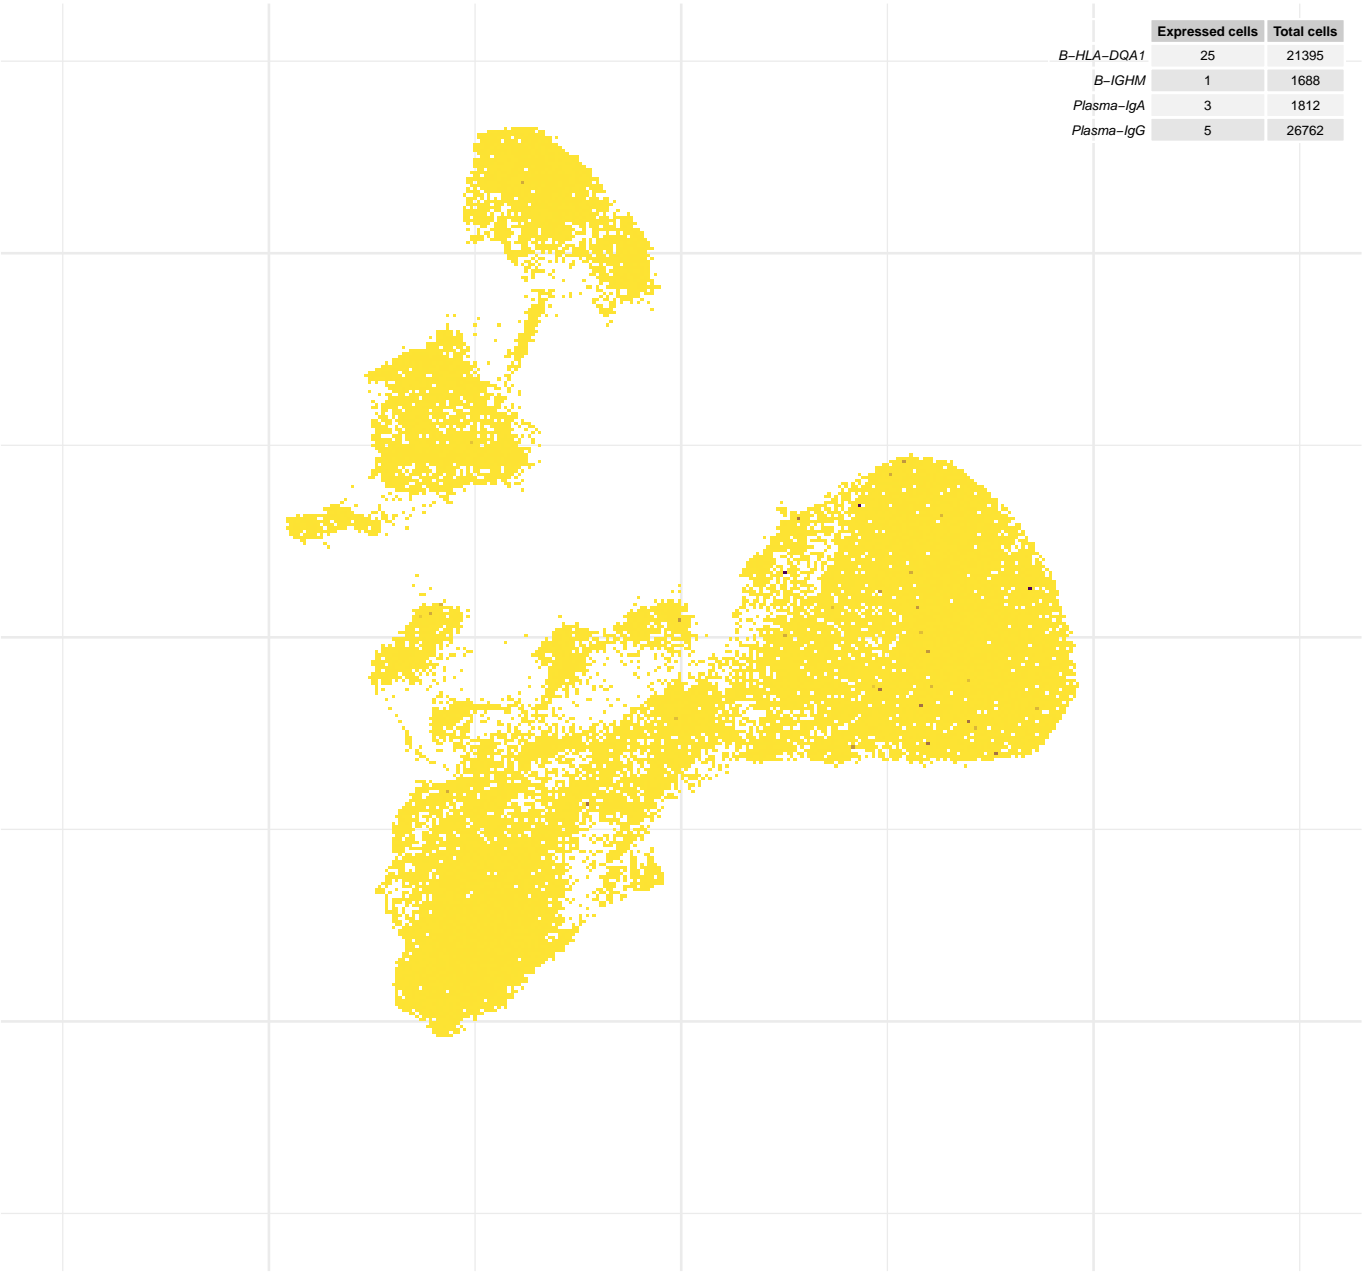 Expressed cells Total cells
B−HLA−DQA1 25 21395
B−IGHM 1 1688
Plasma−IgA 3 1812
Plasma−IgG 5 26762